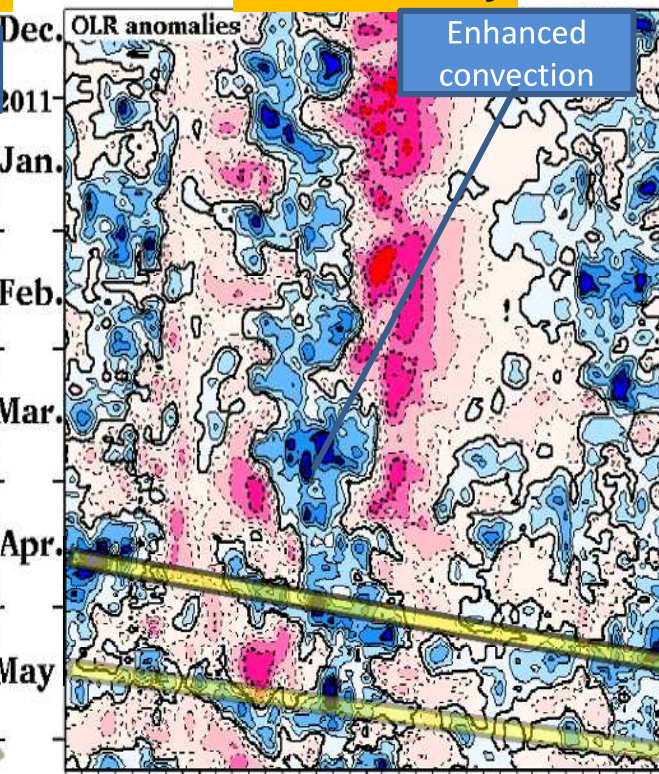 Dec.
OLR anomalies
Enhanced
convection
2011
Jan.
Feb.
Mar.
Apr.
May